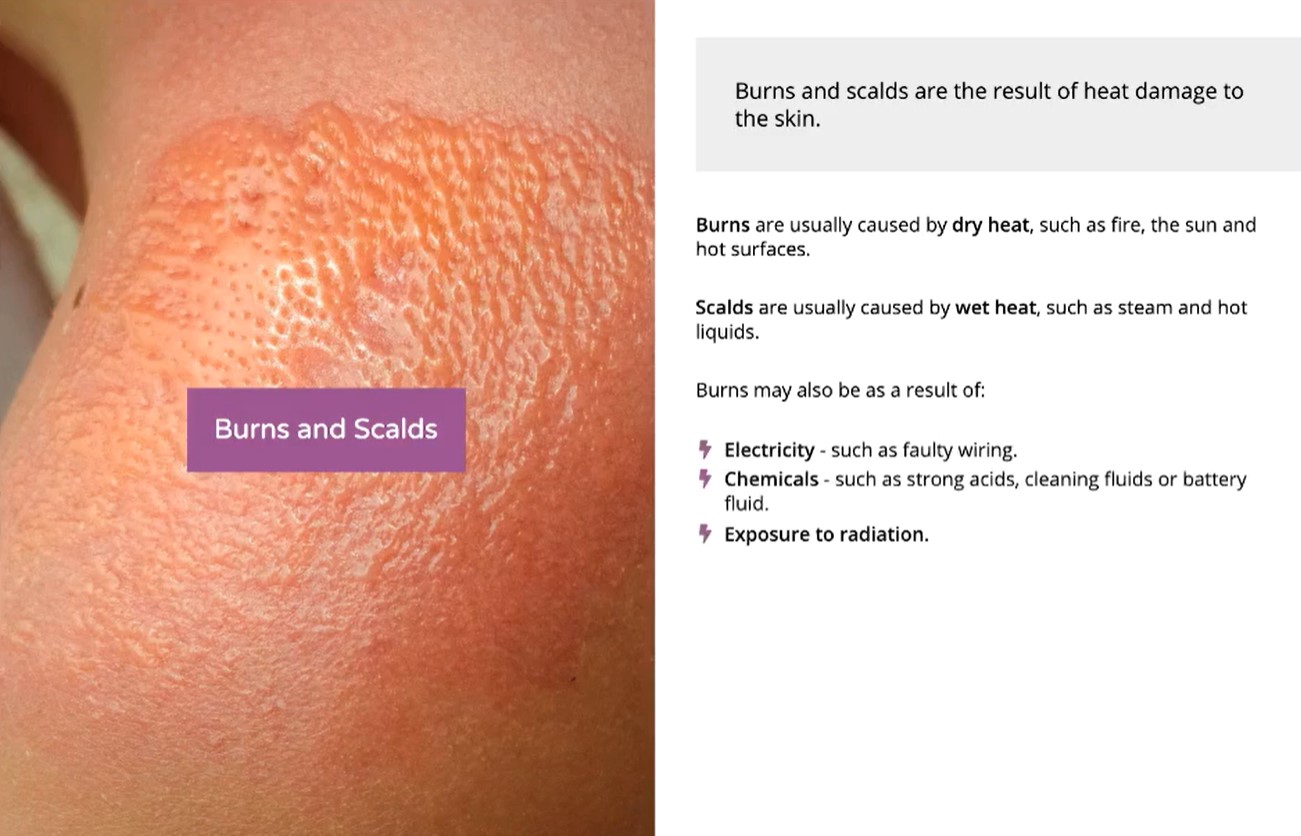 Burns and Scalds
Burns and scalds are the result of heat damage to
the skin.
Burns are usually caused by dry heat, such as fire, the sun and
hot surfaces.
Scalds are usually caused by wet heat, such as steam and hot
liquids.
Burns may also be as a result of:
Electricity - such as faulty wiring.
Chemicals - such as strong acids, cleaning fluids or battery
fluid.
Exposure to radiation.